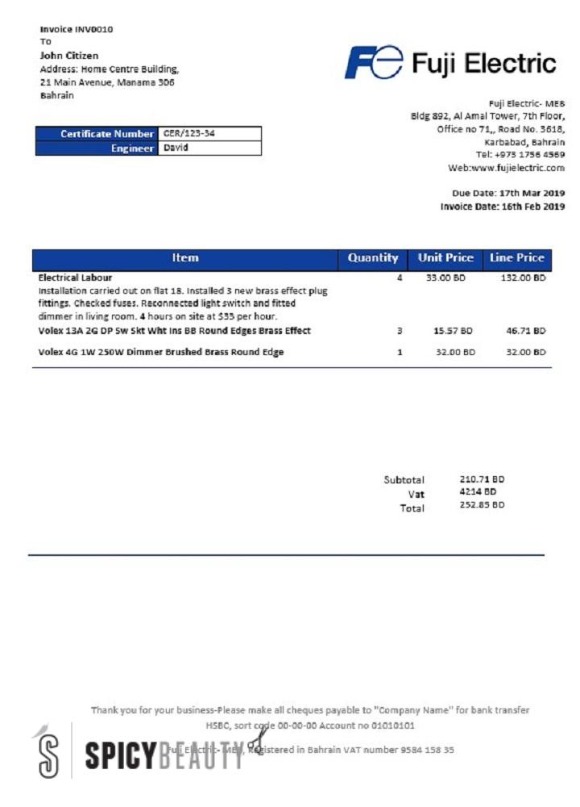 Invoice INV0010
To
John Citizen
Address: Home Centre Building,
21 Main Avenue, Manama 306
Bahrain
Fuji Electric
Fuji Electric- MEB
Bldg 892, Al Amal Tower, 7th Floor,
Office no 71,, Road No. 3618,
Karbabad, Bahrain
Tel: +973 1756 4569
Web:www.fujielectric.com
Certificate Number CER/123-34
Engineer David
Due Date: 17th Mar 2019
Invoice Date: 16th Feb 2019
Item Quantity Unit Price Line Price
Electrical Labour 4 33.00 BD 132.00 BD
Installation carried out on flat 18. Installed 3 new brass effect plug
fittings. Checked fuses. Reconnected light switch and fitted
dimmer in living room. 4 hours on site at $33 per hour.
Volex 13A 2G DP Sw Skt Wht Ins BB Round Edges Brass Effect 3 15.57 BD 46.71 BD
Volex 4G 1W 250W Dimmer Brushed Brass Round Edge 1 32.00 BD 32.00 BD
Subtotal 210.71 BD
Vat 4214 BD
Total 252.85 BD
Thank you for your business-Please make all cheques payable to "Company Name" for bank transfer
HSBC, sort code 00-00-00 Account no 01010101
Fuji Electric- MEB, Registered in Bahrain VAT number 9584 158 35
SPICYBEAUTY